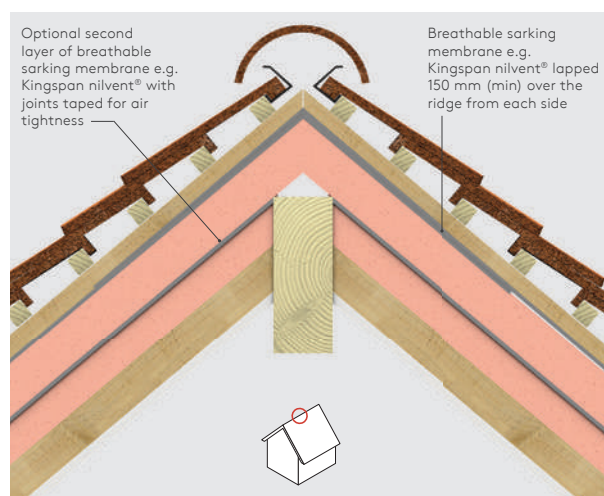 Optional second
layer of breathable
sarking membrane e.g.
Kingspan nilvent® with
joints taped for air
tightness
Breathable sarking
membrane e.g.
Kingspan nilvent® lapped
150 mm (min) over the
ridge from each side